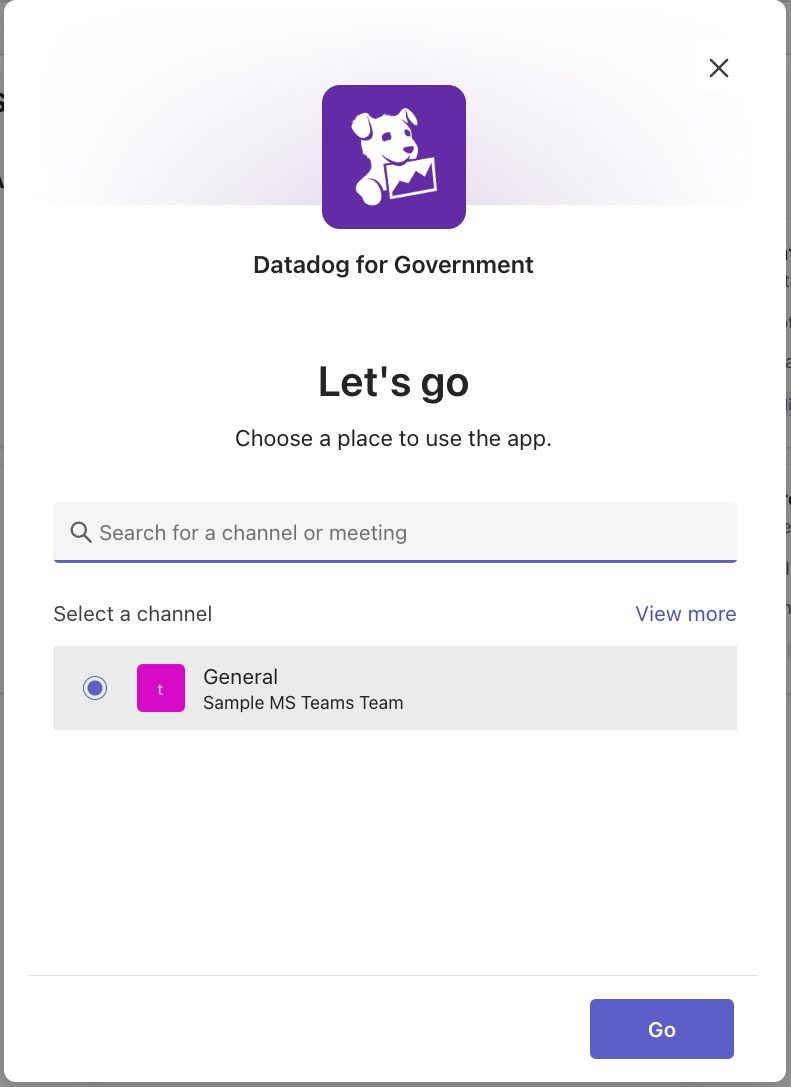 Datadog for Government
Let's go
Choose a place to use the app.
Search for a channel or meeting
Select a channel
View more
t
General
Sample MS Teams Team
Go